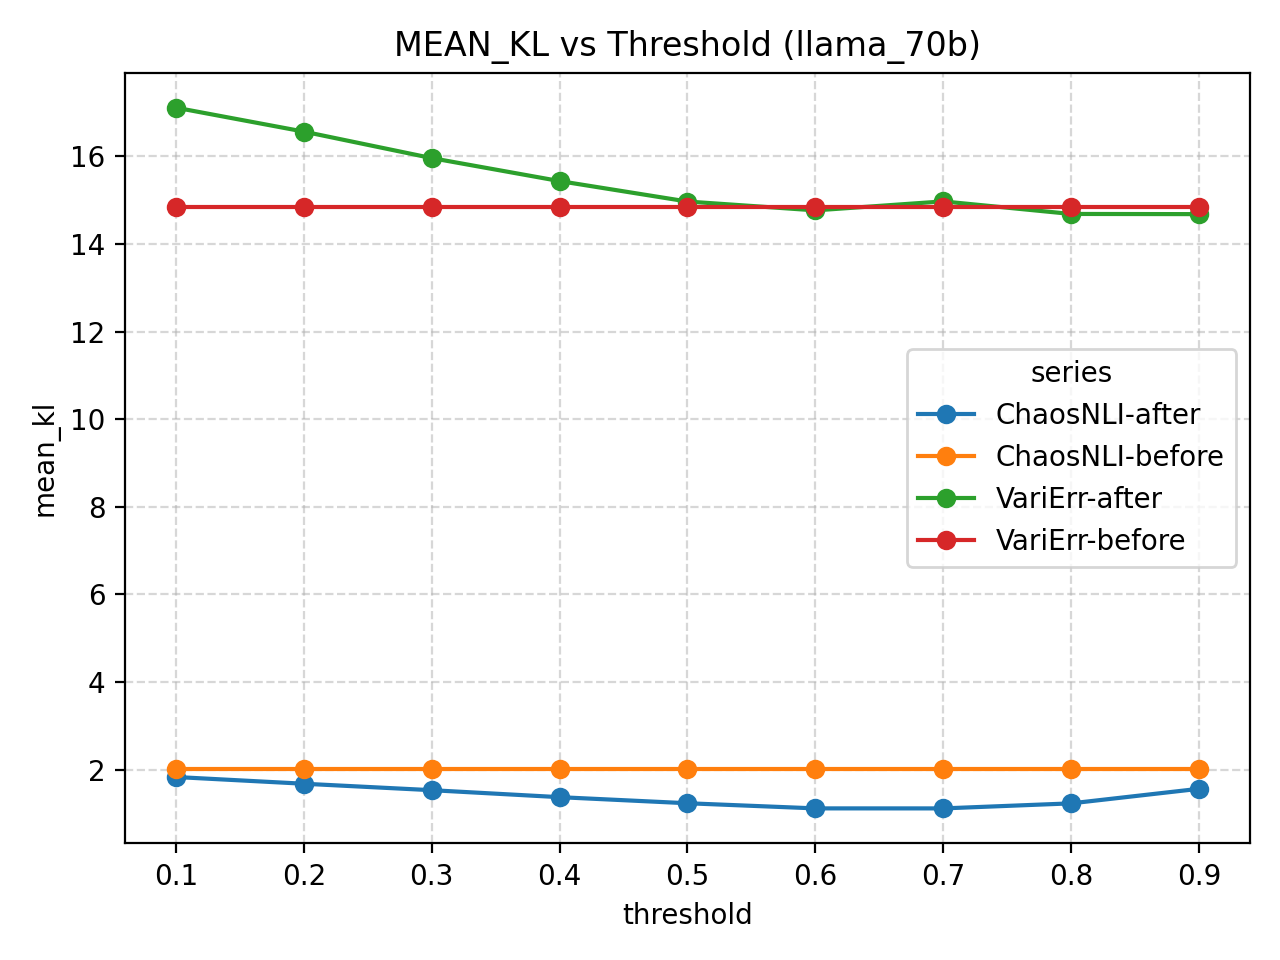 MEAN_KL vs Threshold (llama_70b)
mean_kl
16
14
12
10
8
6
4
2
series
ChaosNLI-after
ChaosNLI-before
VariErr-after
VariErr-before
0.1 0.2 0.3 0.4 0.5 0.6 0.7 0.8 0.9
threshold